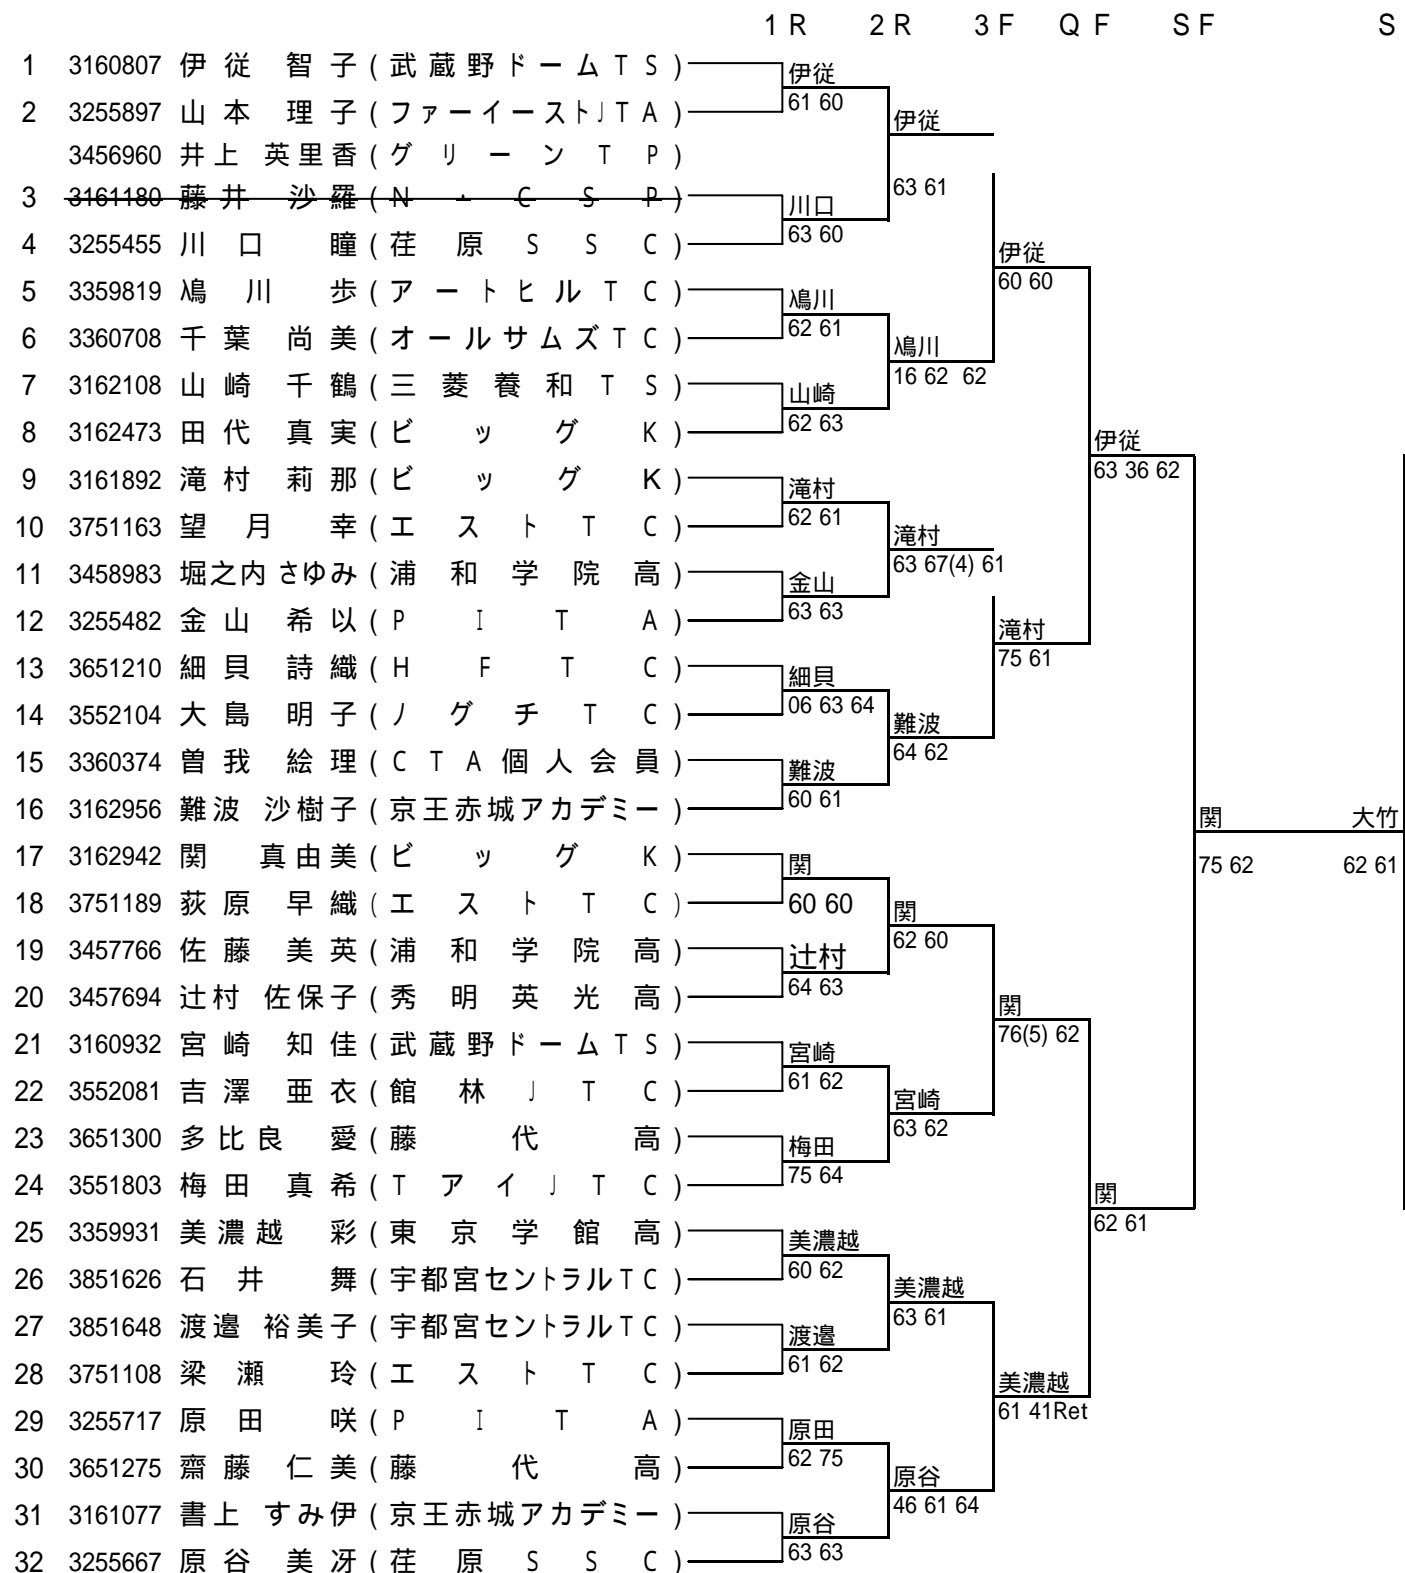 1R 2R 3F QF SF S
1 3160807 伊従 智子(武蔵野ドームTS)
伊従
61 60
2 3255897 山本 理子(ファーイーストJTA)
伊従
63 61
3456960 井上 英里香(グリーンTP)
3 3161180 藤井 沙羅(N・CSP)
川口
63 60
4 3255455 川口 瞳(荏原SSC)
伊従
60 60
5 3359819 鳰川 歩(アートヒルTC)
鳰川
62 61
6 3360708 千葉 尚美(オールサムズTC)
鳰川
16 62 62
7 3162108 山崎 千鶴(三菱養和TS)
山崎
62 63
8 3162473 田代 真実(ビッグK)
伊従
63 36 62
9 3161892 滝村 莉那(ビッグK)
滝村
62 61
10 3751163 望月 幸(エストTC)
滝村
63 67(4) 61
11 3458983 堀之内 さゆみ(浦和学院高)
金山
63 63
12 3255482 金山 希以(PITA)
滝村
75 61
13 3651210 細貝 詩織(HFTC)
細貝
06 63 64
14 3552104 大島 明子(ノグチTC)
難波
64 62
15 3360374 曽我 絵理(CTA個人会員)
難波
60 61
16 3162956 難波 沙樹子(京王赤城アカデミー)
関 大竹
75 62 62 61
17 3162942 関 真由美(ビッグK)
関
60 60
18 3751189 荻原 早織(エストTC)
関
62 60
19 3457766 佐藤 美英(浦和学院高)
辻村
64 63
20 3457694 辻村 佐保子(秀明英光高)
関
76(5) 62
21 3160932 宮崎 知佳(武蔵野ドームTS)
宮崎
61 62
22 3552081 吉澤 亜衣(館林JTC)
宮崎
63 62
23 3651300 多比良 愛(藤代高)
梅田
75 64
24 3551803 梅田 真希(TアイJTC)
関
62 61
25 3359931 美濃越 彩(東京学館高)
美濃越
60 62
26 3851626 石井 舞(宇都宮セントラルTC)
美濃越
63 61
27 3851648 渡邉 裕美子(宇都宮セントラルTC)
渡邉
61 62
28 3751108 梁瀬 玲(エストTC)
美濃越
61 41Ret
29 3255717 原田 咲(PITA)
原田
62 75
30 3651275 齋藤 仁美(藤代高)
原谷
46 61 64
31 3161077 書上 すみ伊(京王赤城アカデミー)
原谷
63 63
32 3255667 原谷 美冴(荏原SSC)